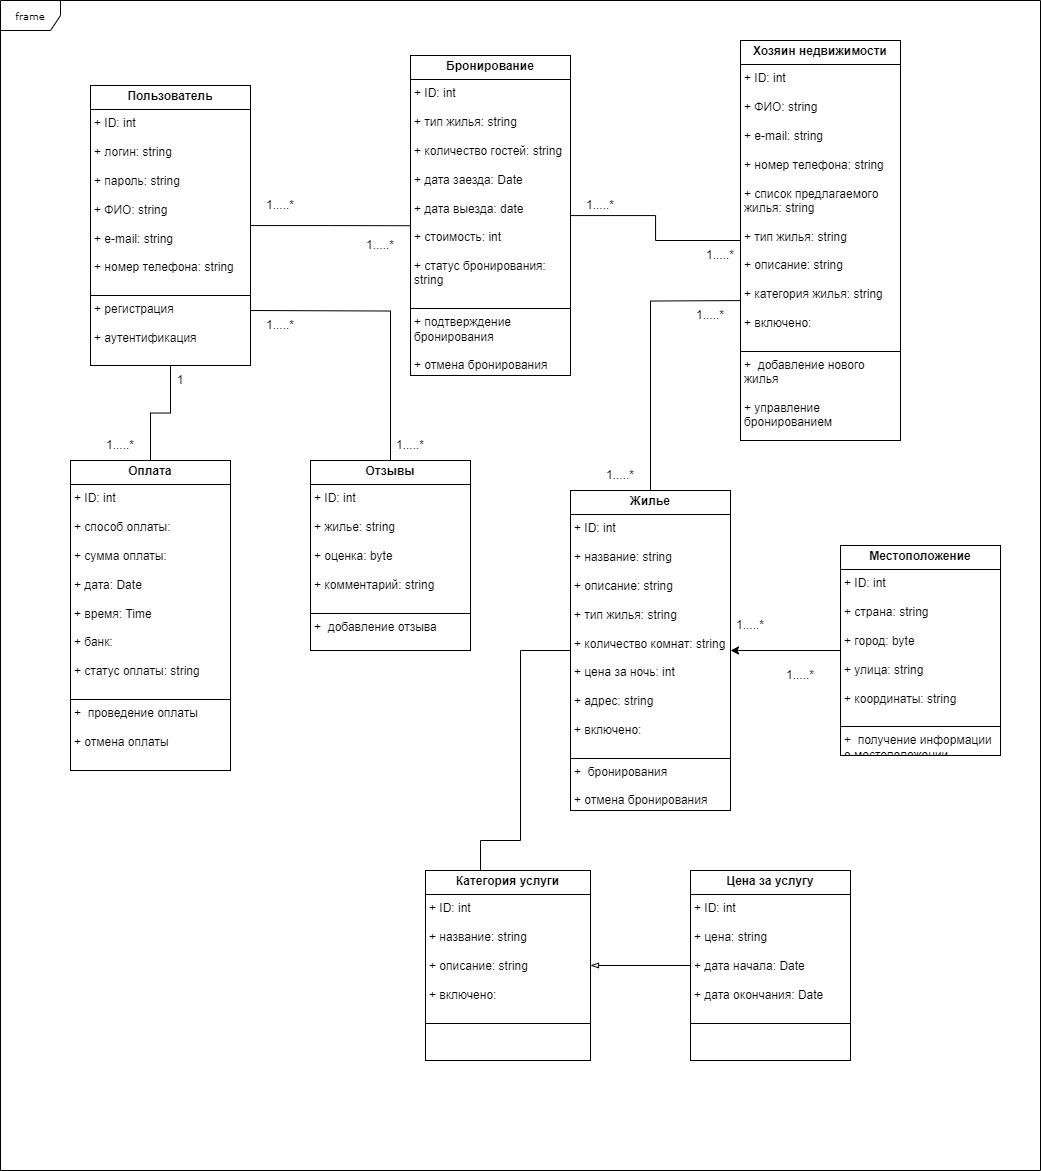 frame
Пользователь
+ ID: int
+ логин: string
+ пароль: string
+ ФИО: string
+ e-mail: string
+ номер телефона: string
+ регистрация
+ аутентификация
1.....*
1.....*
1.....*
1
1.....*
1.....*
Бронирование
+ ID: int
+ тип жилья: string
+ количество гостей: string
+ дата заезда: Date
+ дата выезда: date
+ стоимость: int
+ статус бронирования:
string
+ подтверждение
бронирования
+ отмена бронирования
1.....*
1.....*
1.....*
1.....*
Хозяин недвижимости
+ ID: int
+ ФИО: string
+ e-mail: string
+ номер телефона: string
+ список предлагаемого
жилья: string
+ тип жилья: string
+ описание: string
+ категория жилья: string
+ включено:
+  добавление нового
жилья
+ управление
бронированием
Оплата
+ ID: int
+ способ оплаты:
+ сумма оплаты:
+ дата: Date
+ время: Time
+ банк:
+ статус оплаты: string
+  проведение оплаты
+ отмена оплаты
Отзывы
+ ID: int
+ жилье: string
+ оценка: byte
+ комментарий: string
+  добавление отзыва
Жилье
+ ID: int
+ название: string
+ описание: string
+ тип жилья: string
+ количество комнат: string
+ цена за ночь: int
+ адрес: string
+ включено:
+  бронирования
+ отмена бронирования
1.....*
1.....*
Местоположение
+ ID: int
+ страна: string
+ город: byte
+ улица: string
+ координаты: string
+  получение информации
о местоположении
Категория услуги
+ ID: int
+ название: string
+ описание: string
+ включено:
Цена за услугу
+ ID: int
+ цена: string
+ дата начала: Date
+ дата окончания: Date